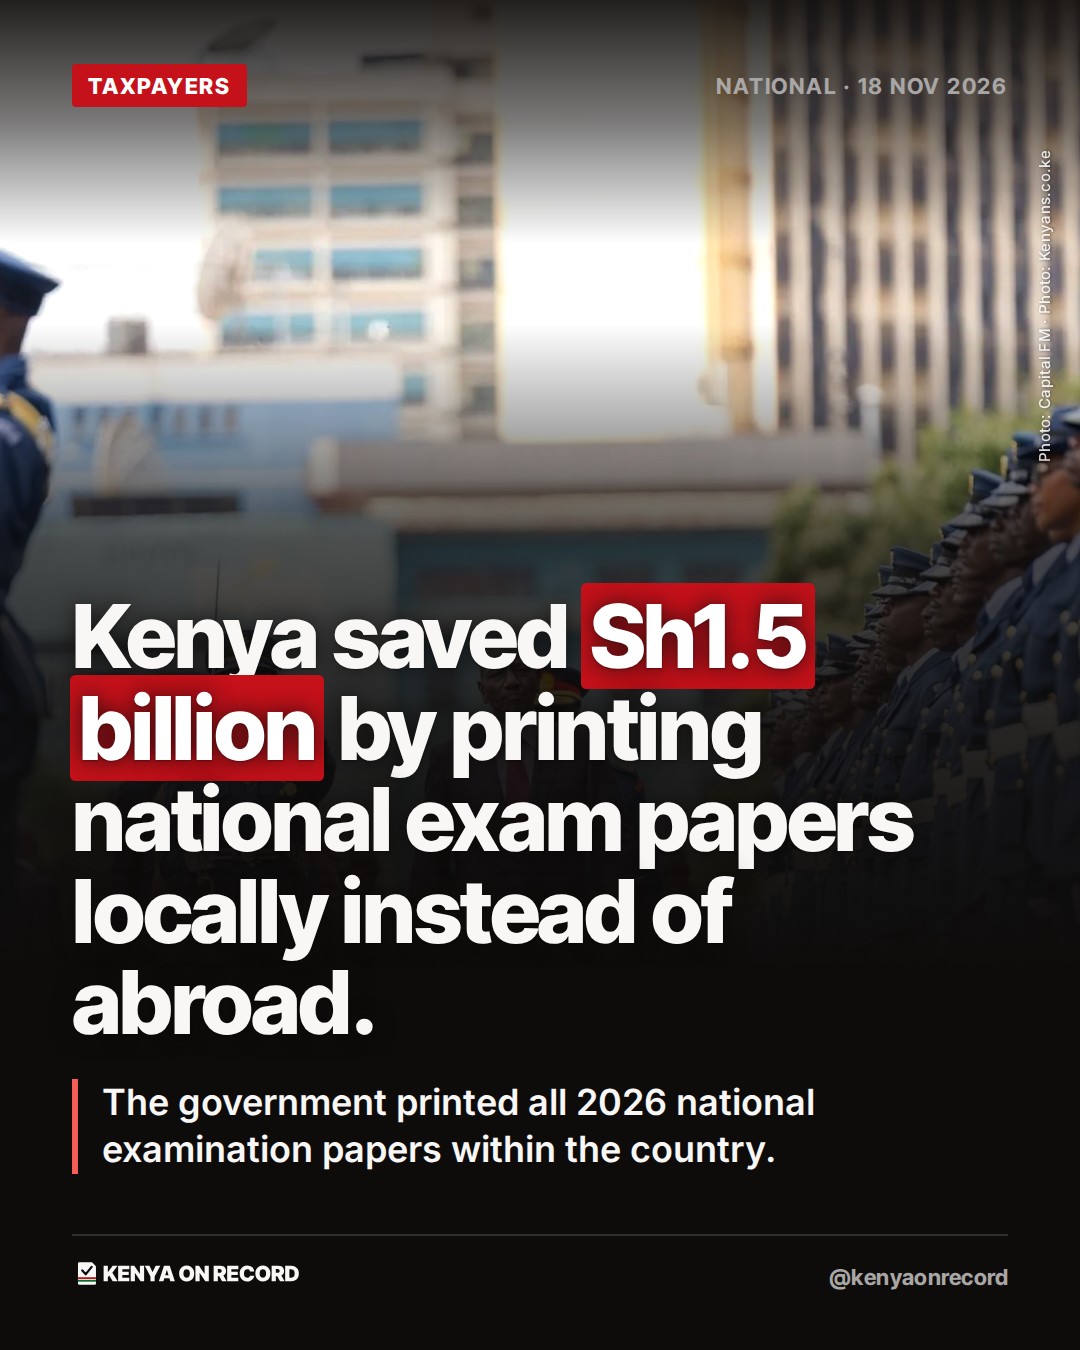 TAXPAYERS
NATIONAL · 18 NOV 2026
Photo: Capital FM · Photo: Kenyans.co.ke
Kenya saved Sh1.5
billion by printing
national exam papers
locally instead of
abroad.
The government printed all 2026 national
examination papers within the country.
KENYA ON RECORD
@kenyaonrecord